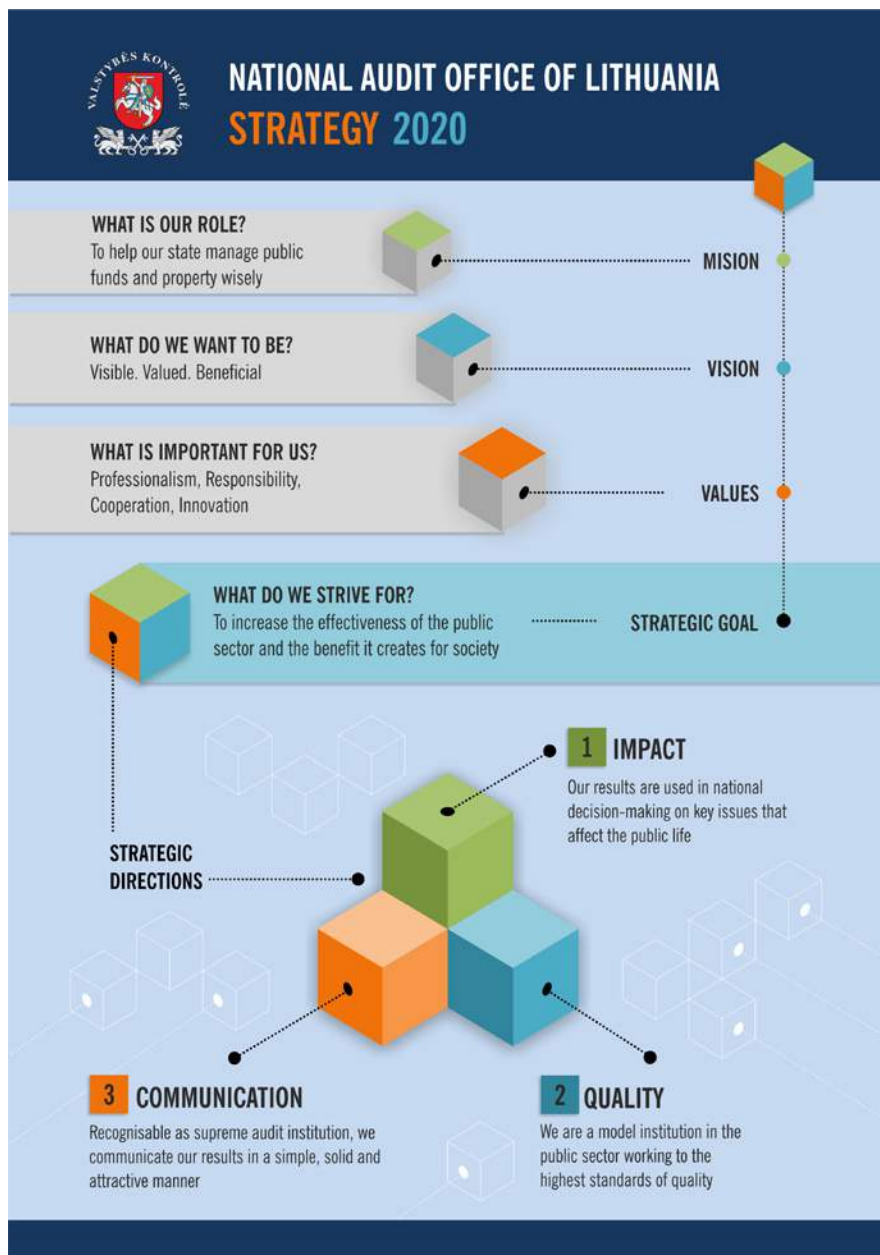 VALSTYBĖS KONTROLĖ
NATIONAL AUDIT OFFICE OF LITHUANIA
STRATEGY 2020
WHAT IS OUR ROLE?
To help our state manage public
funds and property wisely
MISION
WHAT DO WE WANT TO BE?
Visible. Valued. Beneficial
VISION
WHAT IS IMPORTANT FOR US?
Professionalism, Responsibility,
Cooperation, Innovation
VALUES
WHAT DO WE STRIVE FOR?
To increase the effectiveness of the public
sector and the benefit it creates for society
STRATEGIC GOAL
1 IMPACT
Our results are used in national
decision-making on key issues that
affect the public life
STRATEGIC
DIRECTIONS
3 COMMUNICATION
Recognisable as supreme audit institution, we
communicate our results in a simple, solid and
attractive manner
2 QUALITY
We are a model institution in the
public sector working to the
highest standards of quality